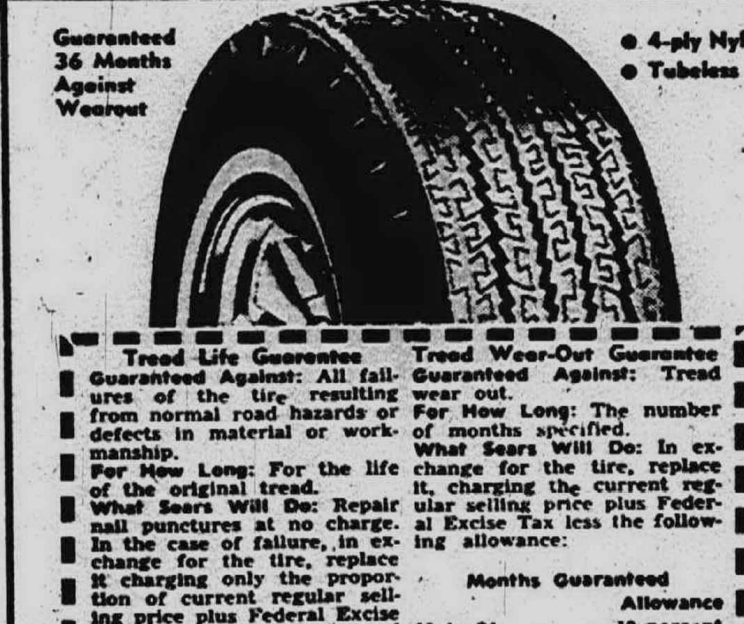 Guaranteed
36 Months
Against
Wearout
● 4-ply
● Tubeless
Tread Life Guarantee
Guaranteed Against: All fail-
ures of the tire resulting
from normal road hazards or
defects in material or work-
manship.
For How Long: For the life
of the original tread.
What Sears Will Do: Repair
nail punctures at no charge.
In the case of failure, in ex-
change for the tire, replace
it charging only the propor-
tion of current regular sell-
ing price plus Federal Excise
Tread Wear-Out Guarantee
Guaranteed Against: Tread
wear out.
For How Long: The number
of months specified.
What Sears Will Do: In ex-
change for the tire, replace
it, charging the current reg-
ular selling price plus Feder-
al Excise Tax less the follow-
ing allowance:
Months Guaranteed
Allowance